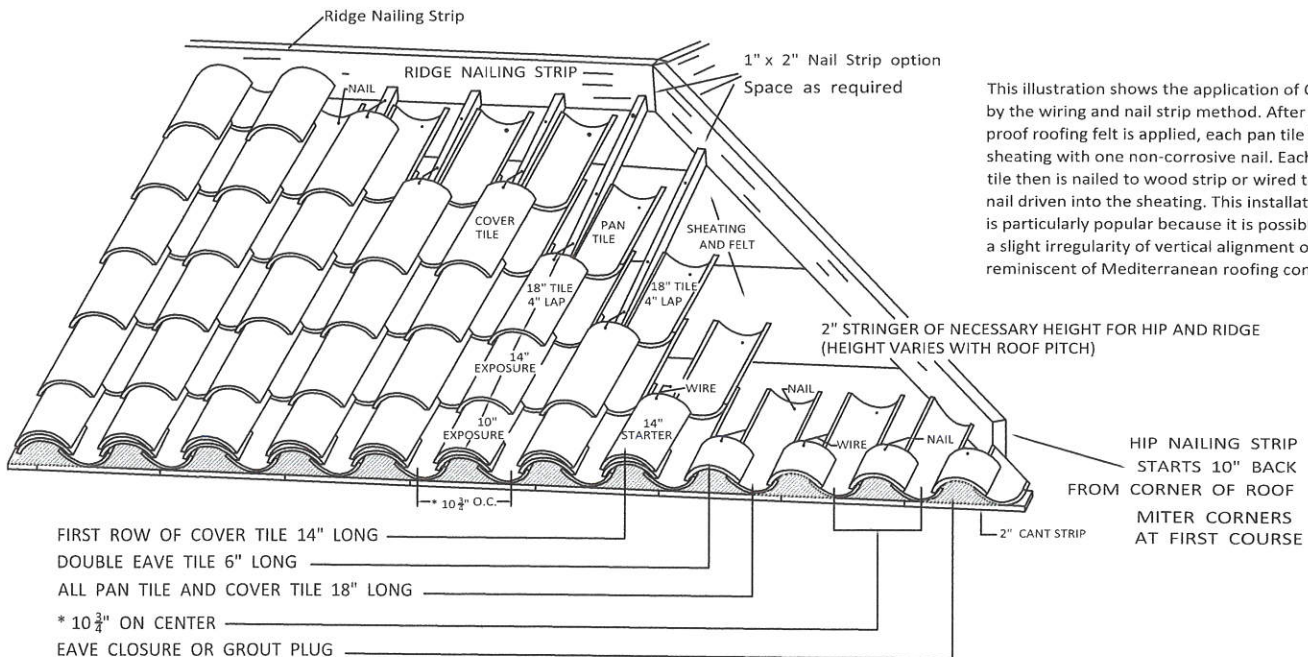 Ridge Nailing Strip
RIDGE NAILING STRIP
NAIL
1" x 2" Nail Strip option
Space as required
This illustration shows the application of
by the wiring and nail strip method. After
proof roofing felt is applied, each pan tile
sheating with one non-corrosive nail. Each
tile then is nailed to wood strip or wired
nail driven into the sheating. This
is particularly popular because it is
a slight irregularity of vertical alignment
reminiscent of Mediterranean roofing
COVER
TILE
PAN
TILE
SHEATING
AND FELT
18" TILE
4" LAP
18" TILE
4" LAP
2" STRINGER OF NECESSARY HEIGHT FOR HIP AND RIDGE
(HEIGHT VARIES WITH ROOF PITCH)
14"
EXPOSURE
WIRE
NAIL
10"
EXPOSURE
14"
STARTER
WIRE
NAIL
HIP NAILING STRIP
STARTS 10" BACK
FROM CORNER OF ROOF
MITER CORNERS
AT FIRST COURSE
* 10 3/4" O.C.
2" CANT STRIP
FIRST ROW OF COVER TILE 14" LONG
DOUBLE EAVE TILE 6" LONG
ALL PAN TILE AND COVER TILE 18" LONG
* 10 3/4" ON CENTER
EAVE CLOSURE OR GROUT PLUG